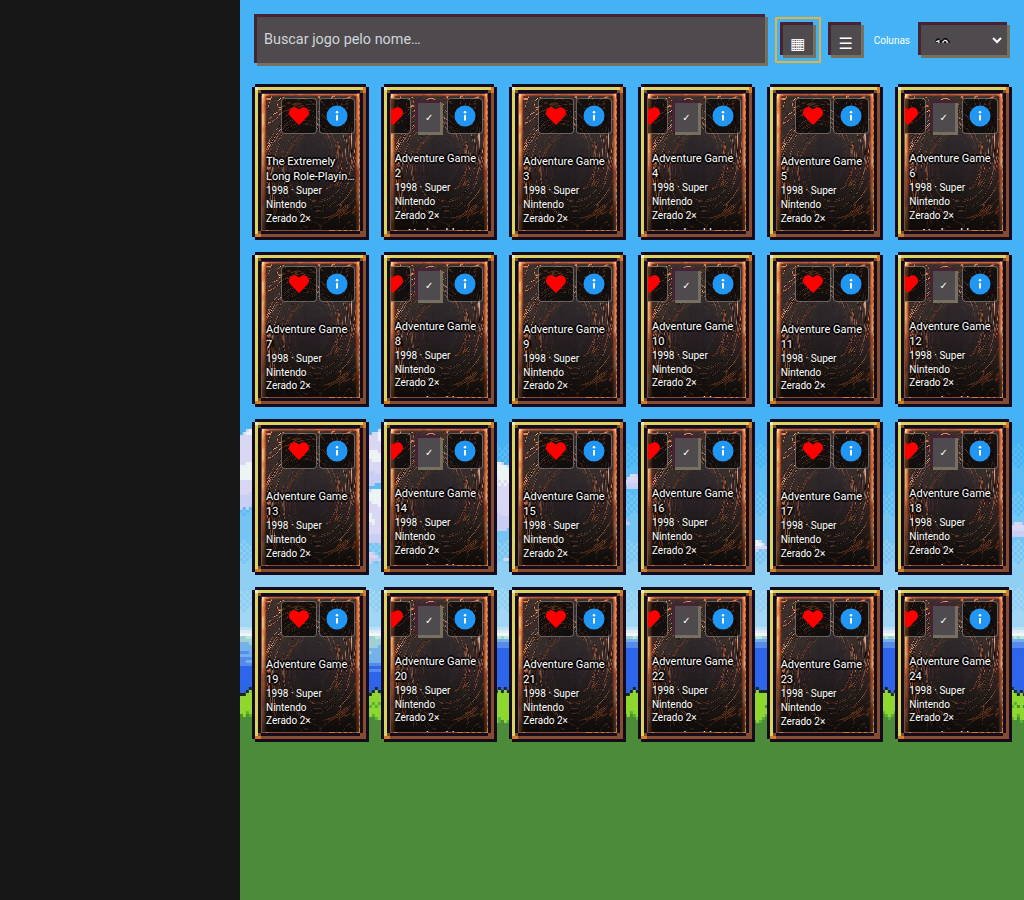 Buscar jogo pelo nome…
Colunas
The Extremely
Long Role-Playin…
1998 · Super
Nintendo
Zerado 2×
Adventure Game
2
1998 · Super
Nintendo
Zerado 2×
Adventure Game
3
1998 · Super
Nintendo
Zerado 2×
Adventure Game
4
1998 · Super
Nintendo
Zerado 2×
Adventure Game
5
1998 · Super
Nintendo
Zerado 2×
Adventure Game
6
1998 · Super
Nintendo
Zerado 2×
Adventure Game
7
1998 · Super
Nintendo
Zerado 2×
Adventure Game
8
1998 · Super
Nintendo
Zerado 2×
Adventure Game
9
1998 · Super
Nintendo
Zerado 2×
Adventure Game
10
1998 · Super
Nintendo
Zerado 2×
Adventure Game
11
1998 · Super
Nintendo
Zerado 2×
Adventure Game
12
1998 · Super
Nintendo
Zerado 2×
Adventure Game
13
1998 · Super
Nintendo
Zerado 2×
Adventure Game
14
1998 · Super
Nintendo
Zerado 2×
Adventure Game
15
1998 · Super
Nintendo
Zerado 2×
Adventure Game
16
1998 · Super
Nintendo
Zerado 2×
Adventure Game
17
1998 · Super
Nintendo
Zerado 2×
Adventure Game
18
1998 · Super
Nintendo
Zerado 2×
Adventure Game
19
1998 · Super
Nintendo
Zerado 2×
Adventure Game
20
1998 · Super
Nintendo
Zerado 2×
Adventure Game
21
1998 · Super
Nintendo
Zerado 2×
Adventure Game
22
1998 · Super
Nintendo
Zerado 2×
Adventure Game
23
1998 · Super
Nintendo
Zerado 2×
Adventure Game
24
1998 · Super
Nintendo
Zerado 2×